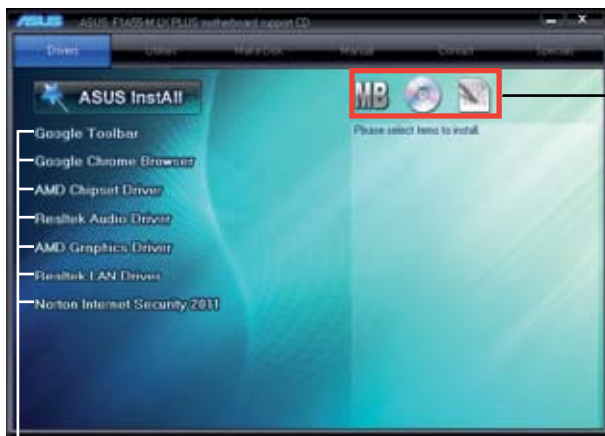 ASUS ASUS F1A55-M LX PLUS motherboard support CD
Drivers Utilities Make Disk Manual Contact Specials
ASUS InstAll
MB
Please select items to install.
Google Toolbar
Google Chrome Browser
AMD Chipset Driver
Realtek Audio Driver
AMD Graphics Driver
Realtek LAN Driver
Norton Internet Security 2011